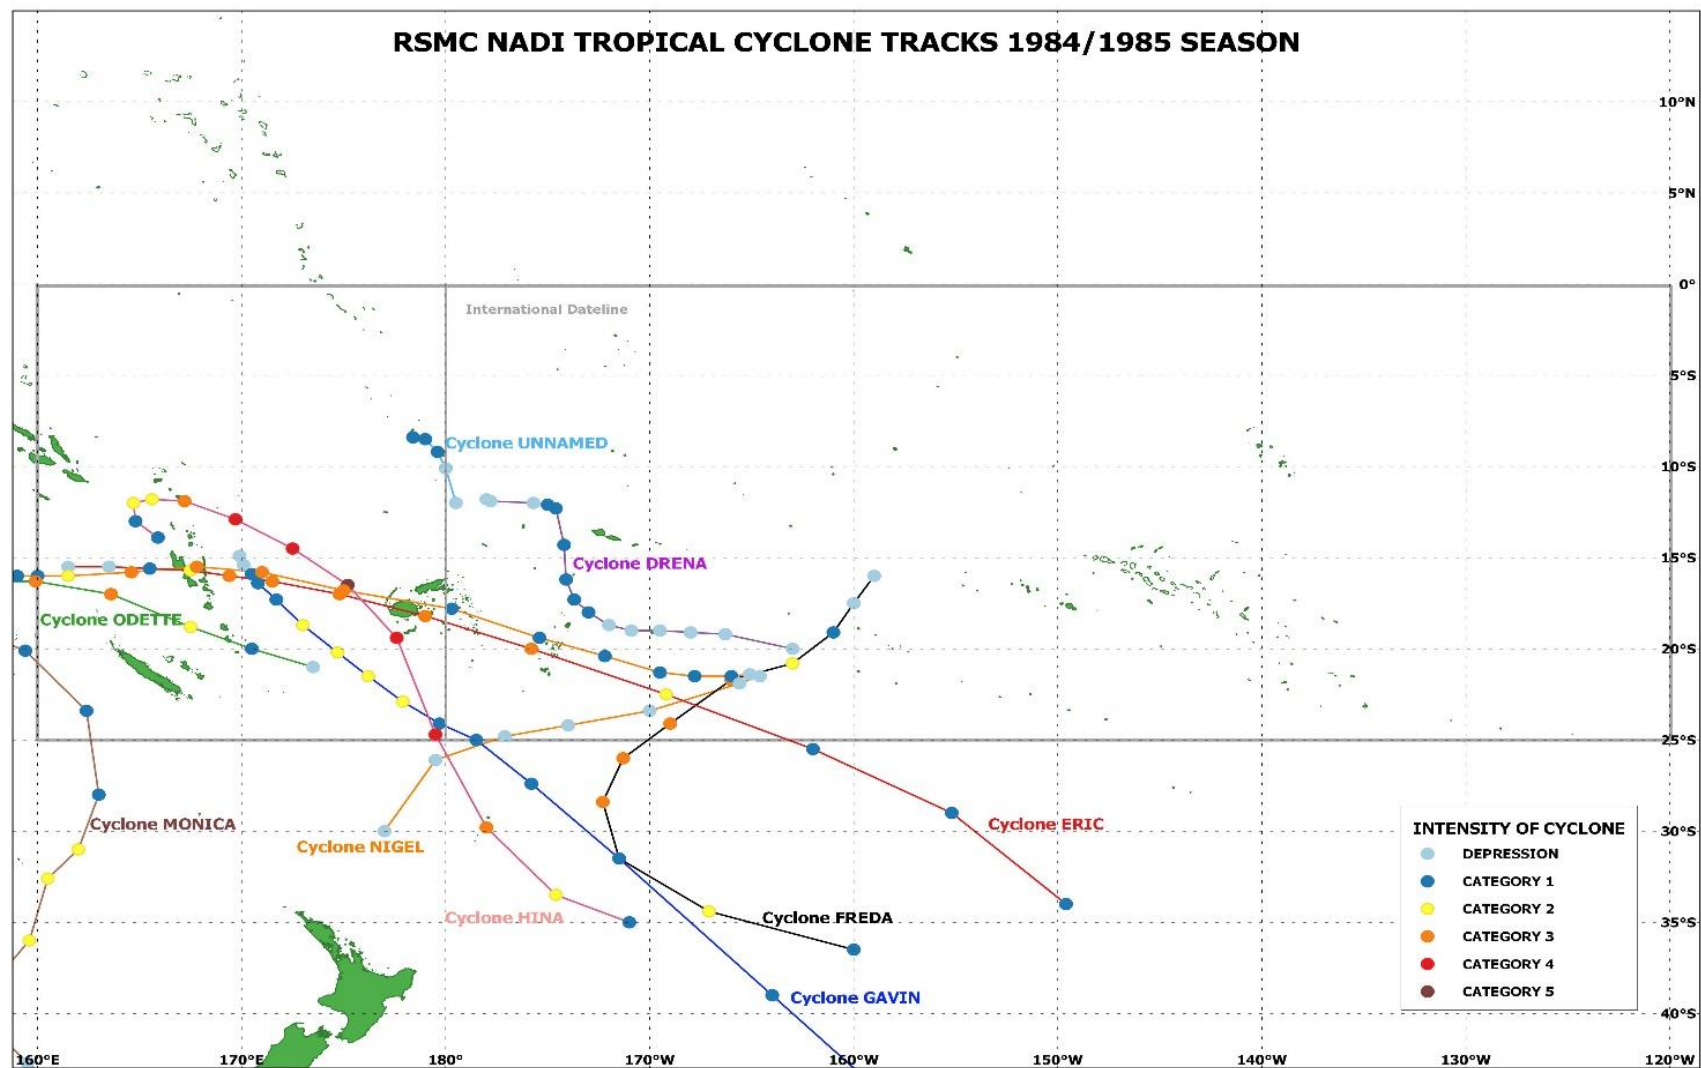 RSMC NADI TROPICAL CYCLONE TRACKS 1984/1985 SEASON
10°N
5°N
0°
International Dateline
5°S
Cyclone UNNAMED
10°S
15°S
Cyclone DRENA
Cyclone ODETTE
20°S
25°S
Cyclone MONICA
Cyclone ERIC
30°S
Cyclone NIGEL
Cyclone HINA
Cyclone FREDA
35°S
Cyclone GAVIN
40°S
INTENSITY OF CYCLONE
DEPRESSION
CATEGORY 1
CATEGORY 2
CATEGORY 3
CATEGORY 4
CATEGORY 5
160°E 170°E 180° 170°W 160°W 150°W 140°W 130°W 120°W